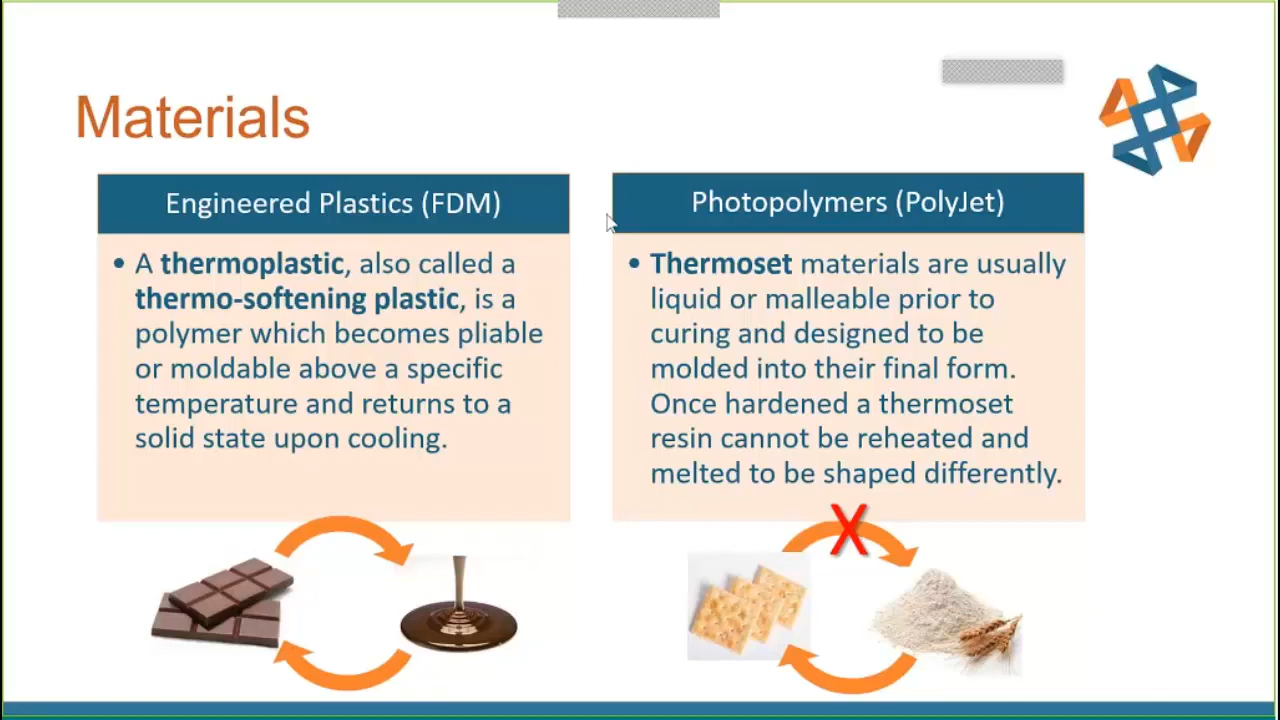 Materials
Engineered Plastics (FDM)
• A thermoplastic, also called a
thermo-softening plastic, is a
polymer which becomes pliable
or moldable above a specific
temperature and returns to a
solid state upon cooling.
Photopolymers (PolyJet)
• Thermoset materials are usually
liquid or malleable prior to
curing and designed to be
molded into their final form.
Once hardened a thermoset
resin cannot be reheated and
melted to be shaped differently.
X